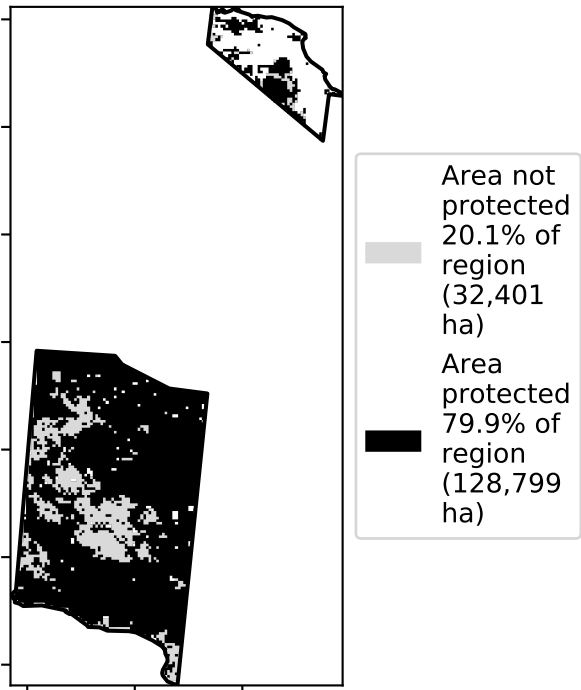 Area not
protected
20.1% of
region
(32,401
ha)
Area
protected
79.9% of
region
(128,799
ha)